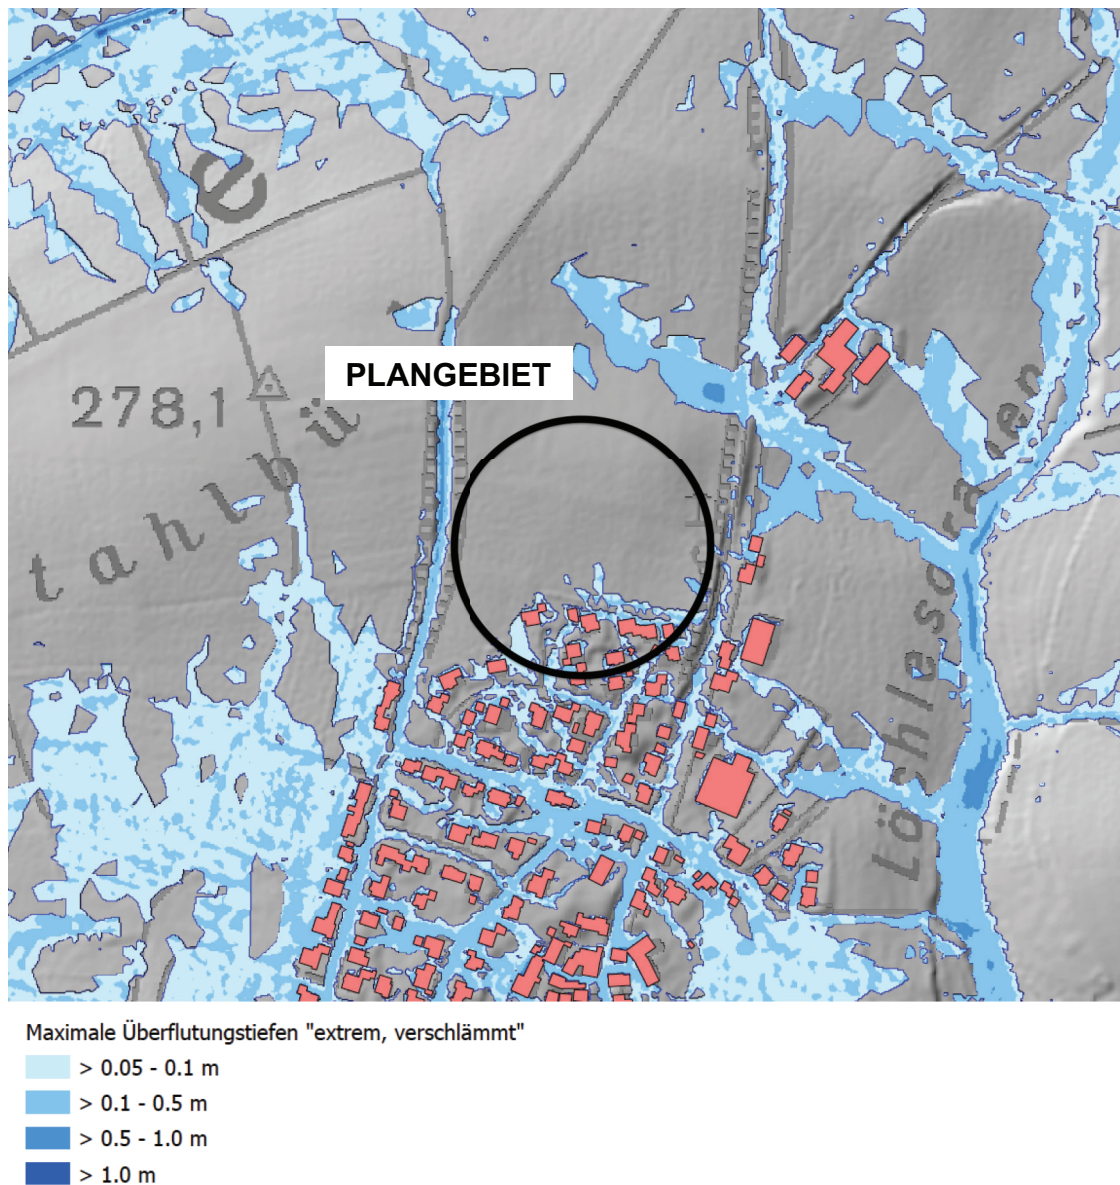 e
PLANGEBIET
278,1
tahlbü
Maximale Überflutungstiefen "extrem, verschlämmt"
> 0.05 - 0.1 m
> 0.1 - 0.5 m
> 0.5 - 1.0 m
> 1.0 m